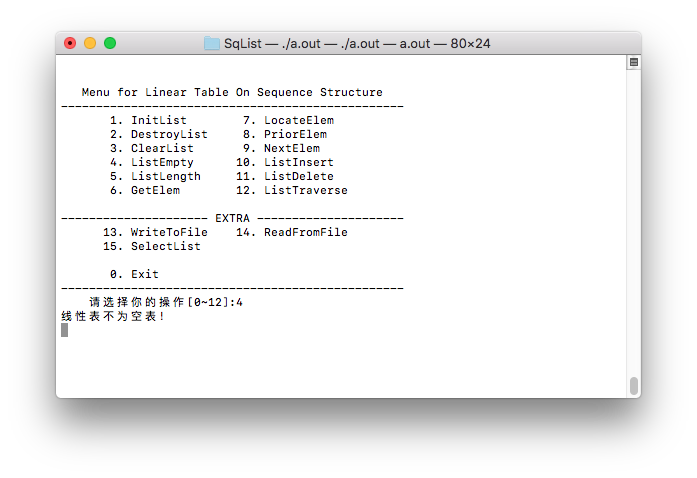 SqList — ./a.out — ./a.out — a.out — 80×24
Menu for Linear Table On Sequence Structure
-------------------------------------------------
1. InitList 7. LocateElem
2. DestroyList 8. PriorElem
3. ClearList 9. NextElem
4. ListEmpty 10. ListInsert
5. ListLength 11. ListDelete
6. GetElem 12. ListTraverse
--------------------- EXTRA ---------------------
13. WriteToFile 14. ReadFromFile
15. SelectList
0. Exit
-------------------------------------------------
请选择你的操作[0~12]:4
线性表不为空表!